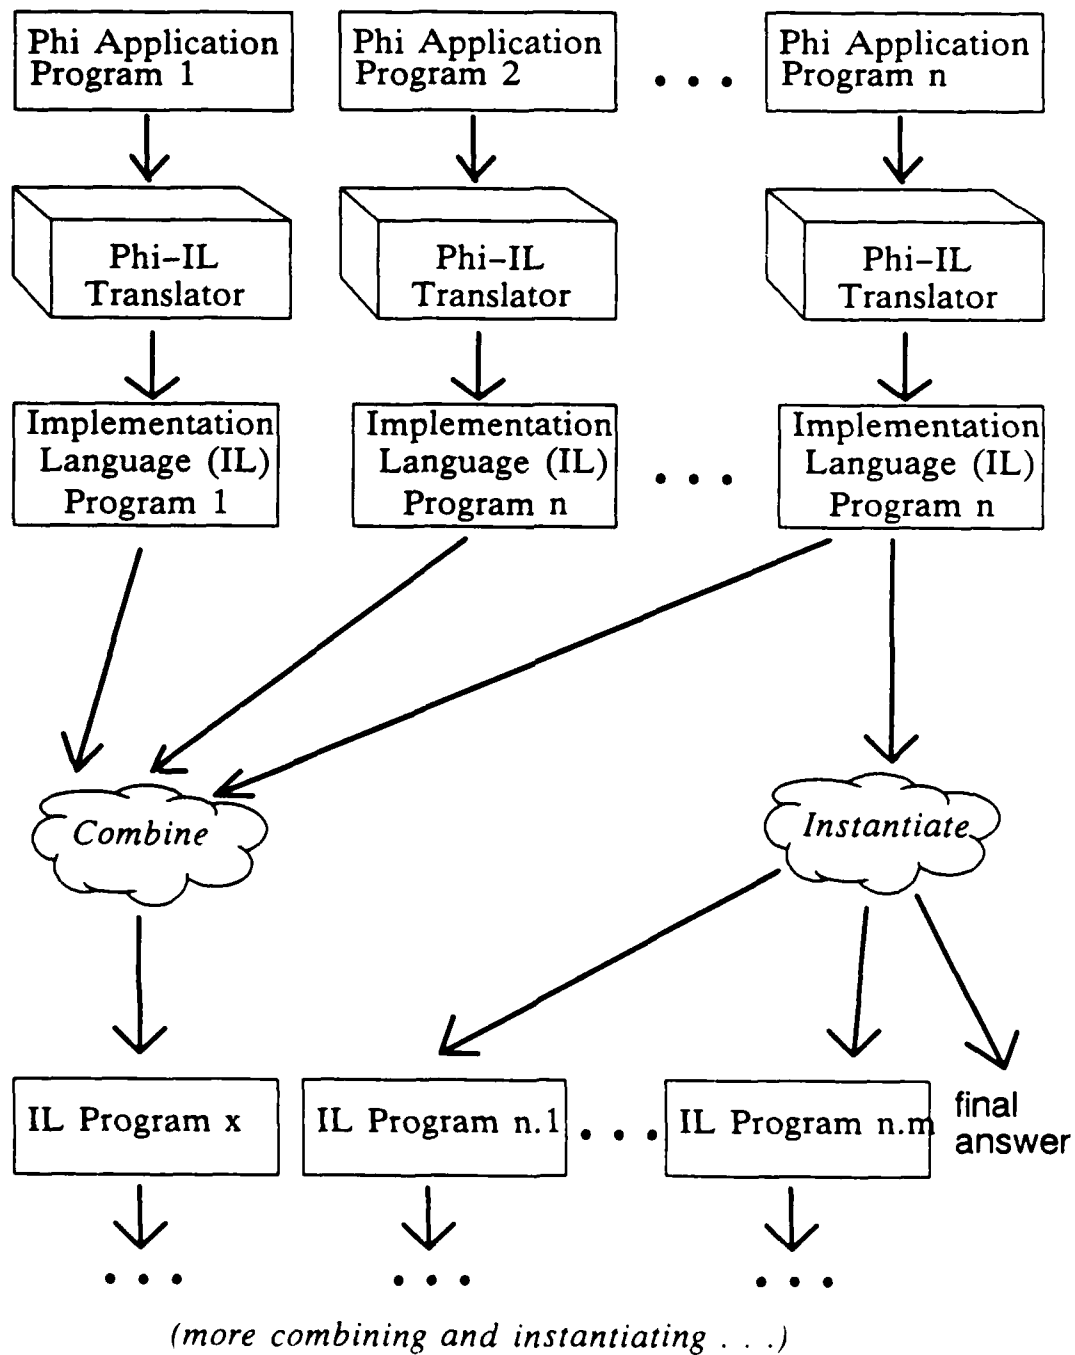 Phi Application
Program 1
Phi Application
Program 2
. . .
Phi Application
Program n
Phi-IL
Translator
Phi-IL
Translator
Phi-IL
Translator
Implementation
Language (IL)
Program 1
Implementation
Language (IL)
Program n
. . .
Implementation
Language (IL)
Program n
Combine
Instantiate
IL Program x
IL Program n.1
. . .
IL Program n.m
final
answer
. . .
. . .
. . .
(more combining and instantiating . . .)